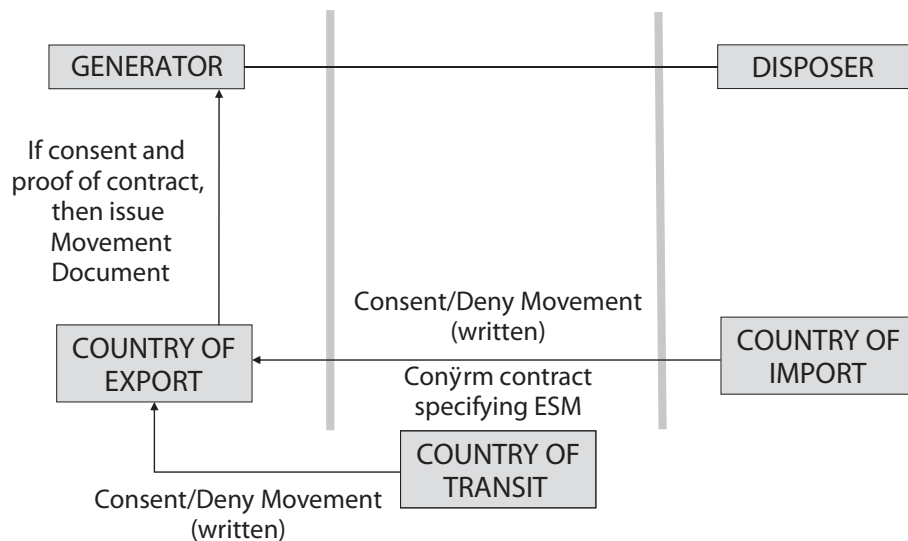 GENERATOR
DISPOSER
If consent and
proof of contract,
then issue
Movement
Document
Consent/Deny Movement
(written)
COUNTRY OF
EXPORT
COUNTRY OF
IMPORT
Conÿrm contract
specifying ESM
COUNTRY OF
TRANSIT
Consent/Deny Movement
(written)